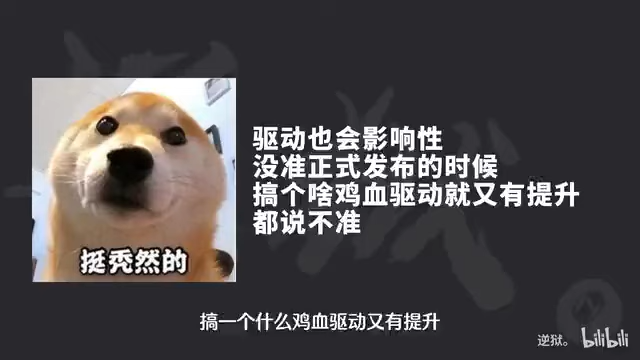 驱动也会影响性
没准正式发布的时候
搞个啥鸡血驱动就又有提升
都说不准
挺秃然的
搞一个什么鸡血驱动又有提升
逆狱。 bilibili